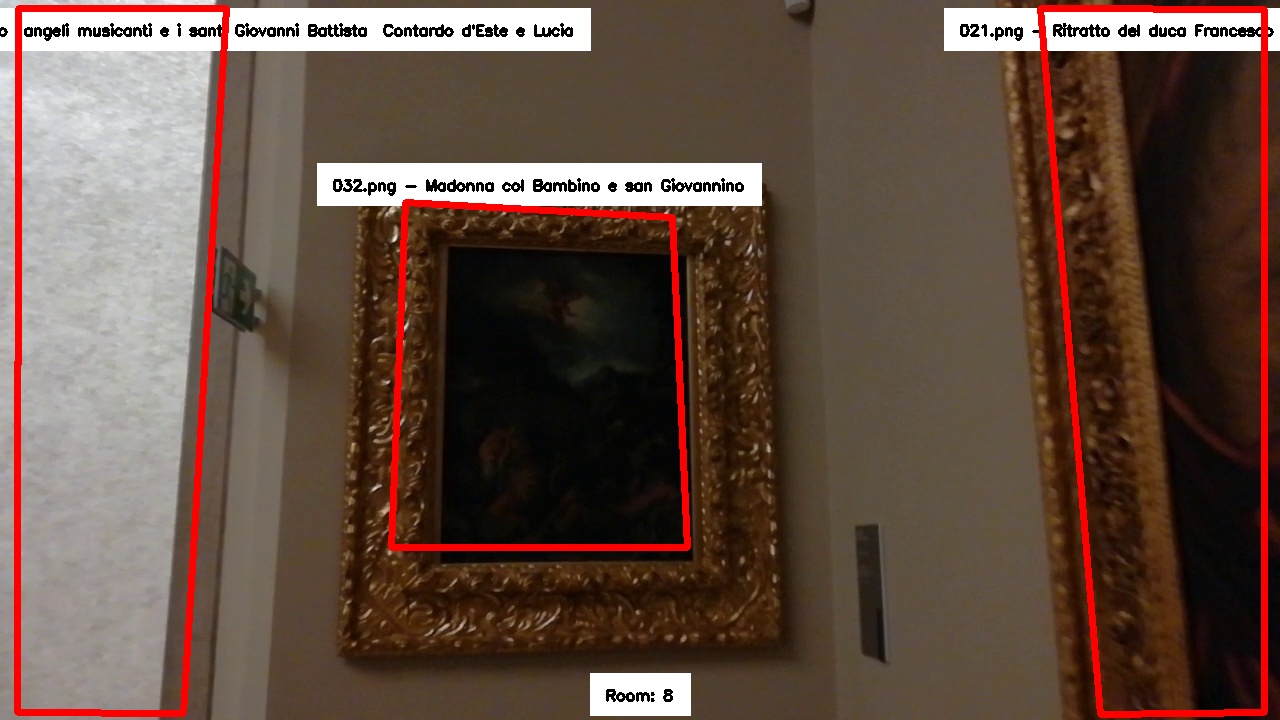 o angeli musicanti e i santi Giovanni Battista  Contardo d'Este e Lucia
021.png - Ritratto del duca Francesco
032.png - Madonna col Bambino e san Giovannino
Room: 8